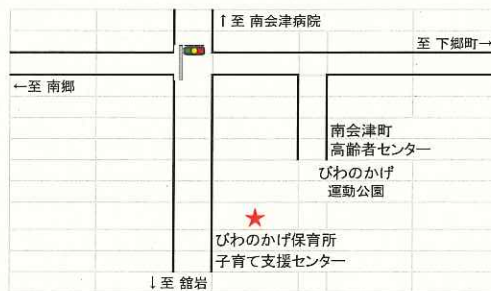 ↑至 南会津病院
至 下郷町→
←至 南郷
南会津町
高齢者センター
びわのかげ
運動公園
★
びわのかげ保育所
子育て支援センター
↓至 舘岩